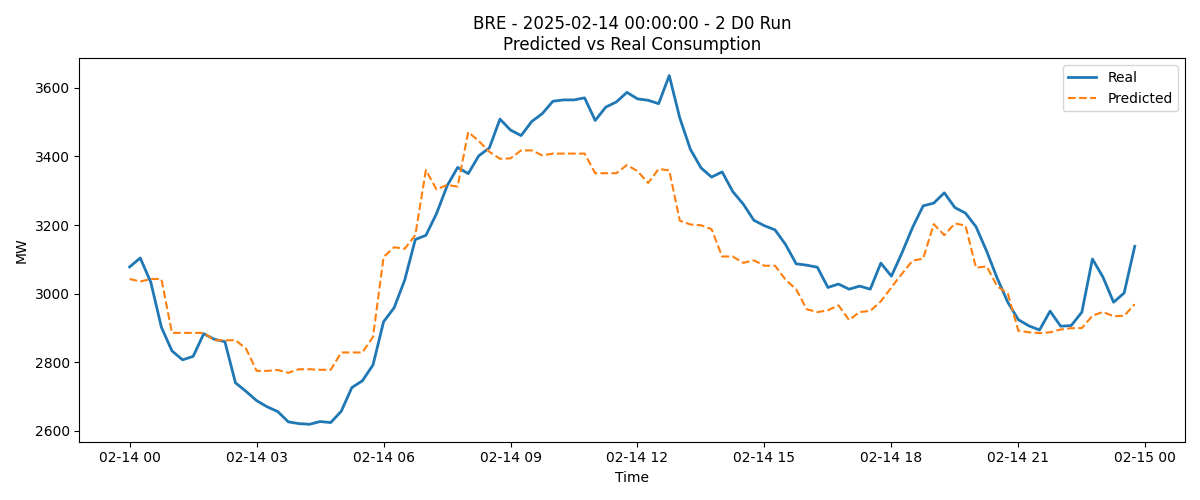 BRE - 2025-02-14 00:00:00 - 2 D0 Run
Predicted vs Real Consumption
Real
Predicted
MW
3600
3400
3200
3000
2800
2600
02-14 00
02-14 03
02-14 06
02-14 09
02-14 12
02-14 15
02-14 18
02-14 21
02-15 00
Time